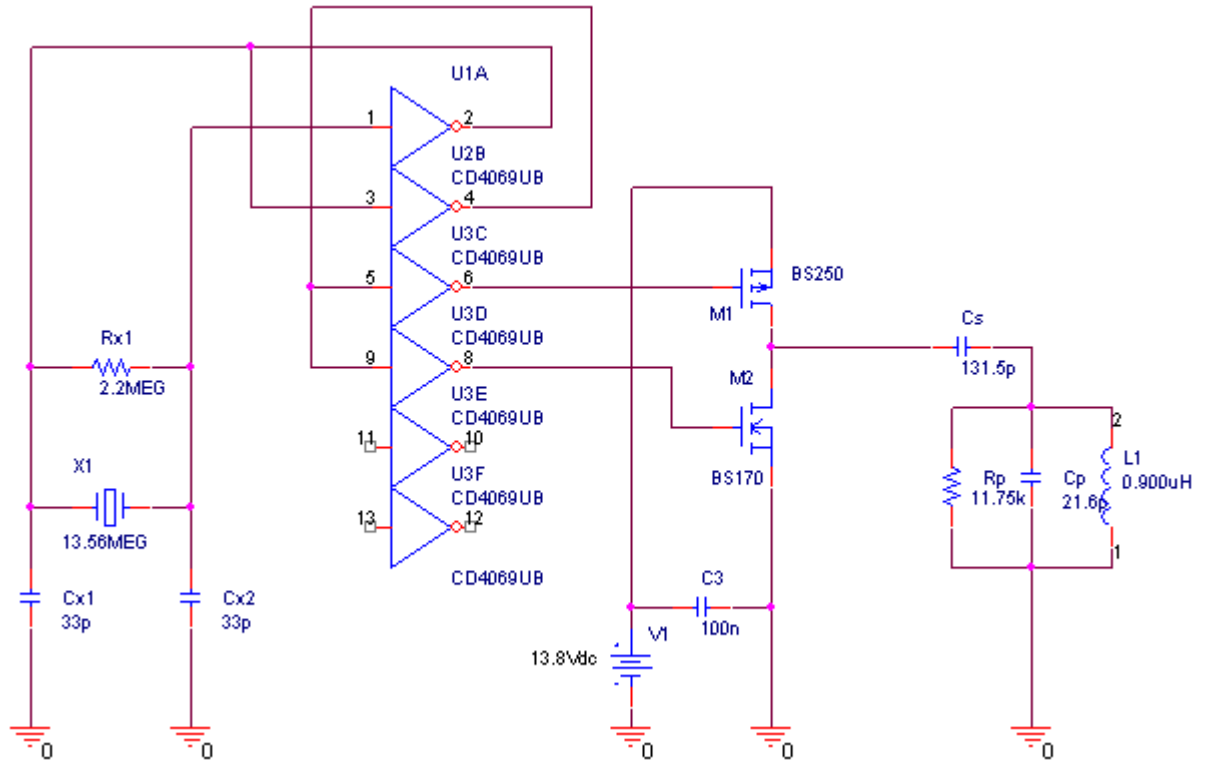 U1A
1
2
U2B
CD4069UB
3
4
U3C
CD4069UB
5
6
BS250
M1
U3D
CD4069UB
9
8
Cs
131.5p
Rx1
2.2MEG
M2
U3E
CD4069UB
11
10
BS170
2
L1
0.900uH
Rp
11.75k
Cp
21.6p
1
X1
13.56MEG
U3F
CD4069UB
13
12
CD4069UB
C3
100n
Cx1
33p
Cx2
33p
V1
13.8Vdc
0
0
0
0
0